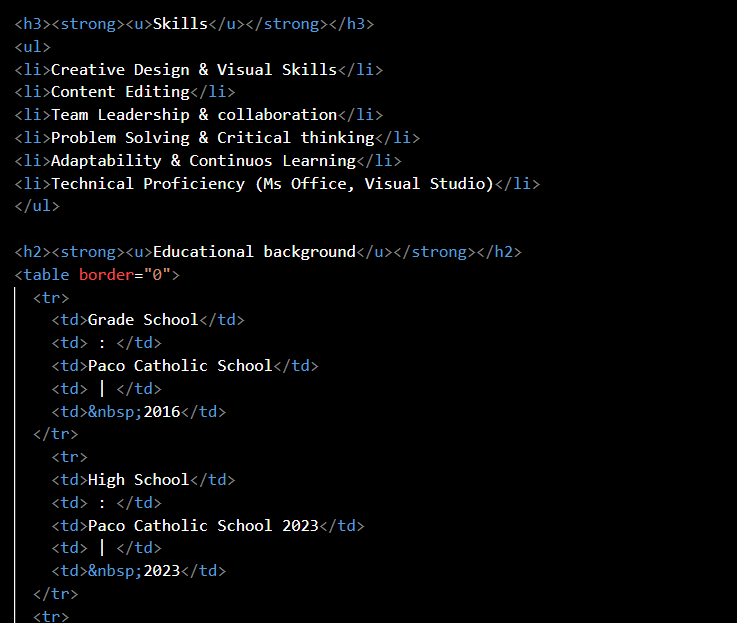 <h3><strong><u>Skills</u></strong></h3>
<ul>
<li>Creative Design & Visual Skills</li>
<li>Content Editing</li>
<li>Team Leadership & collaboration</li>
<li>Problem Solving & Critical thinking</li>
<li>Adaptability & Continuos Learning</li>
<li>Technical Proficiency (Ms Office, Visual Studio)</li>
</ul>

<h2><strong><u>Educational background</u></strong></h2>
<table border="0">
  <tr>
    <td>Grade School</td>
    <td> : </td>
    <td>Paco Catholic School</td>
    <td> | </td>
    <td>&nbsp;2016</td>
  </tr>
    <tr>
    <td>High School</td>
    <td> : </td>
    <td>Paco Catholic School 2023</td>
    <td> | </td>
    <td>&nbsp;2023</td>
  </tr>
  <tr>